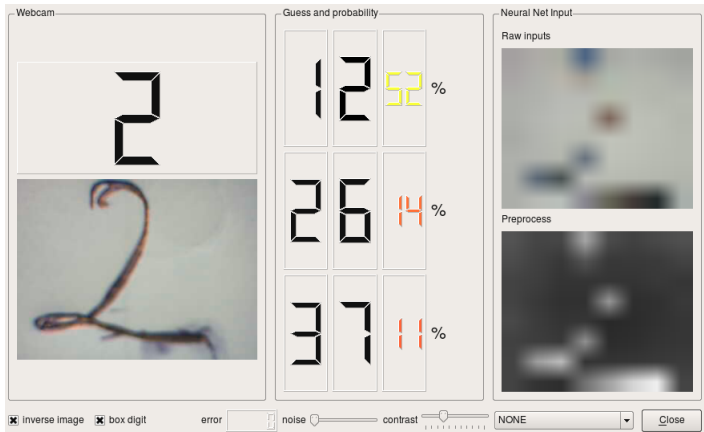 Webcam
2
2
Guess and probability
1 2 52 %
2 6 14 %
3 7 11 %
Neural Net Input
Raw inputs
Preprocess
inverse image
box digit
error
noise
contrast
NONE
Close